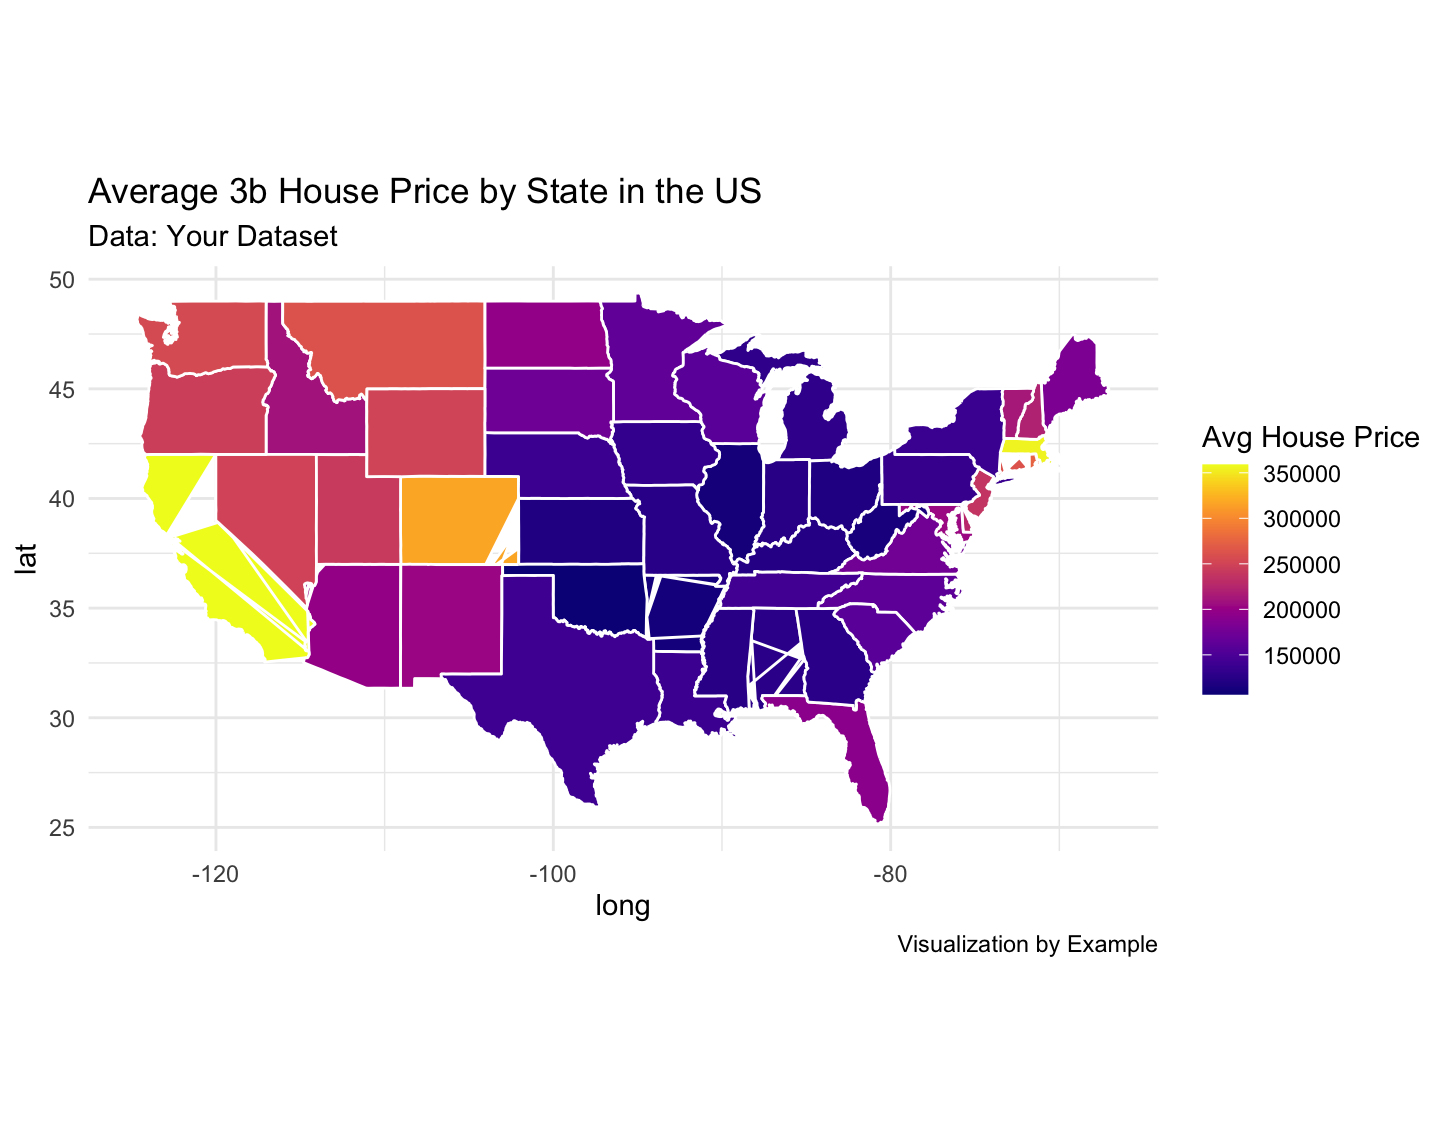 Average 3b House Price by State in the US
Data: Your Dataset
50
45
40
35
30
25
lat
-120
-100
-80
long
Avg House Price
350000
300000
250000
200000
150000
Visualization by Example